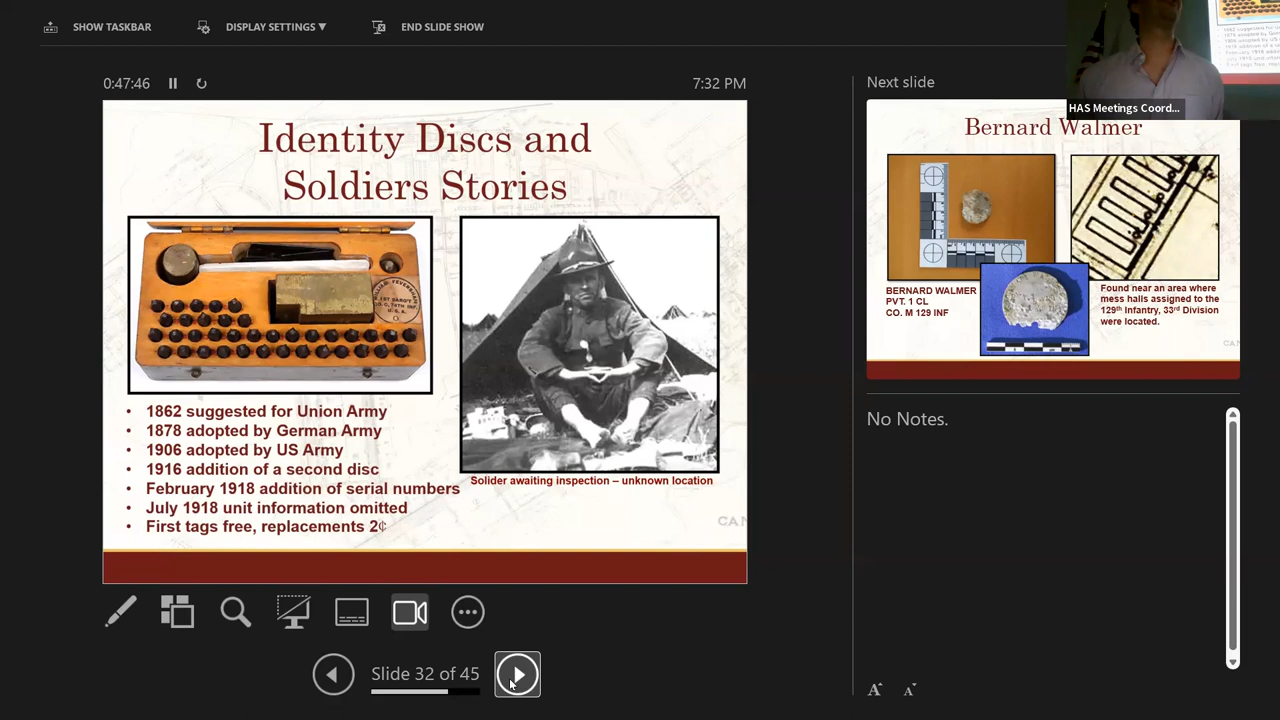 SHOW TASKBAR
DISPLAY SETTINGS ▼
END SLIDE SHOW
0:47:46
7:32 PM
Identity Discs and
Soldiers Stories
• 1862 suggested for Union Army
• 1878 adopted by German Army
• 1906 adopted by US Army
• 1916 addition of a second disc
• February 1918 addition of serial numbers
• July 1918 unit information omitted
• First tags free, replacements 2¢
Solider awaiting inspection – unknown location
CAN
Slide 32 of 45
Next slide
HAS Meetings Coord...
Bernard Walmer
BERNARD WALMER
PVT. 1 CL
CO. M 129 INF
Found near an area where
mess halls assigned to the
129th Infantry, 33rd Division
were located.
No Notes.
A
A